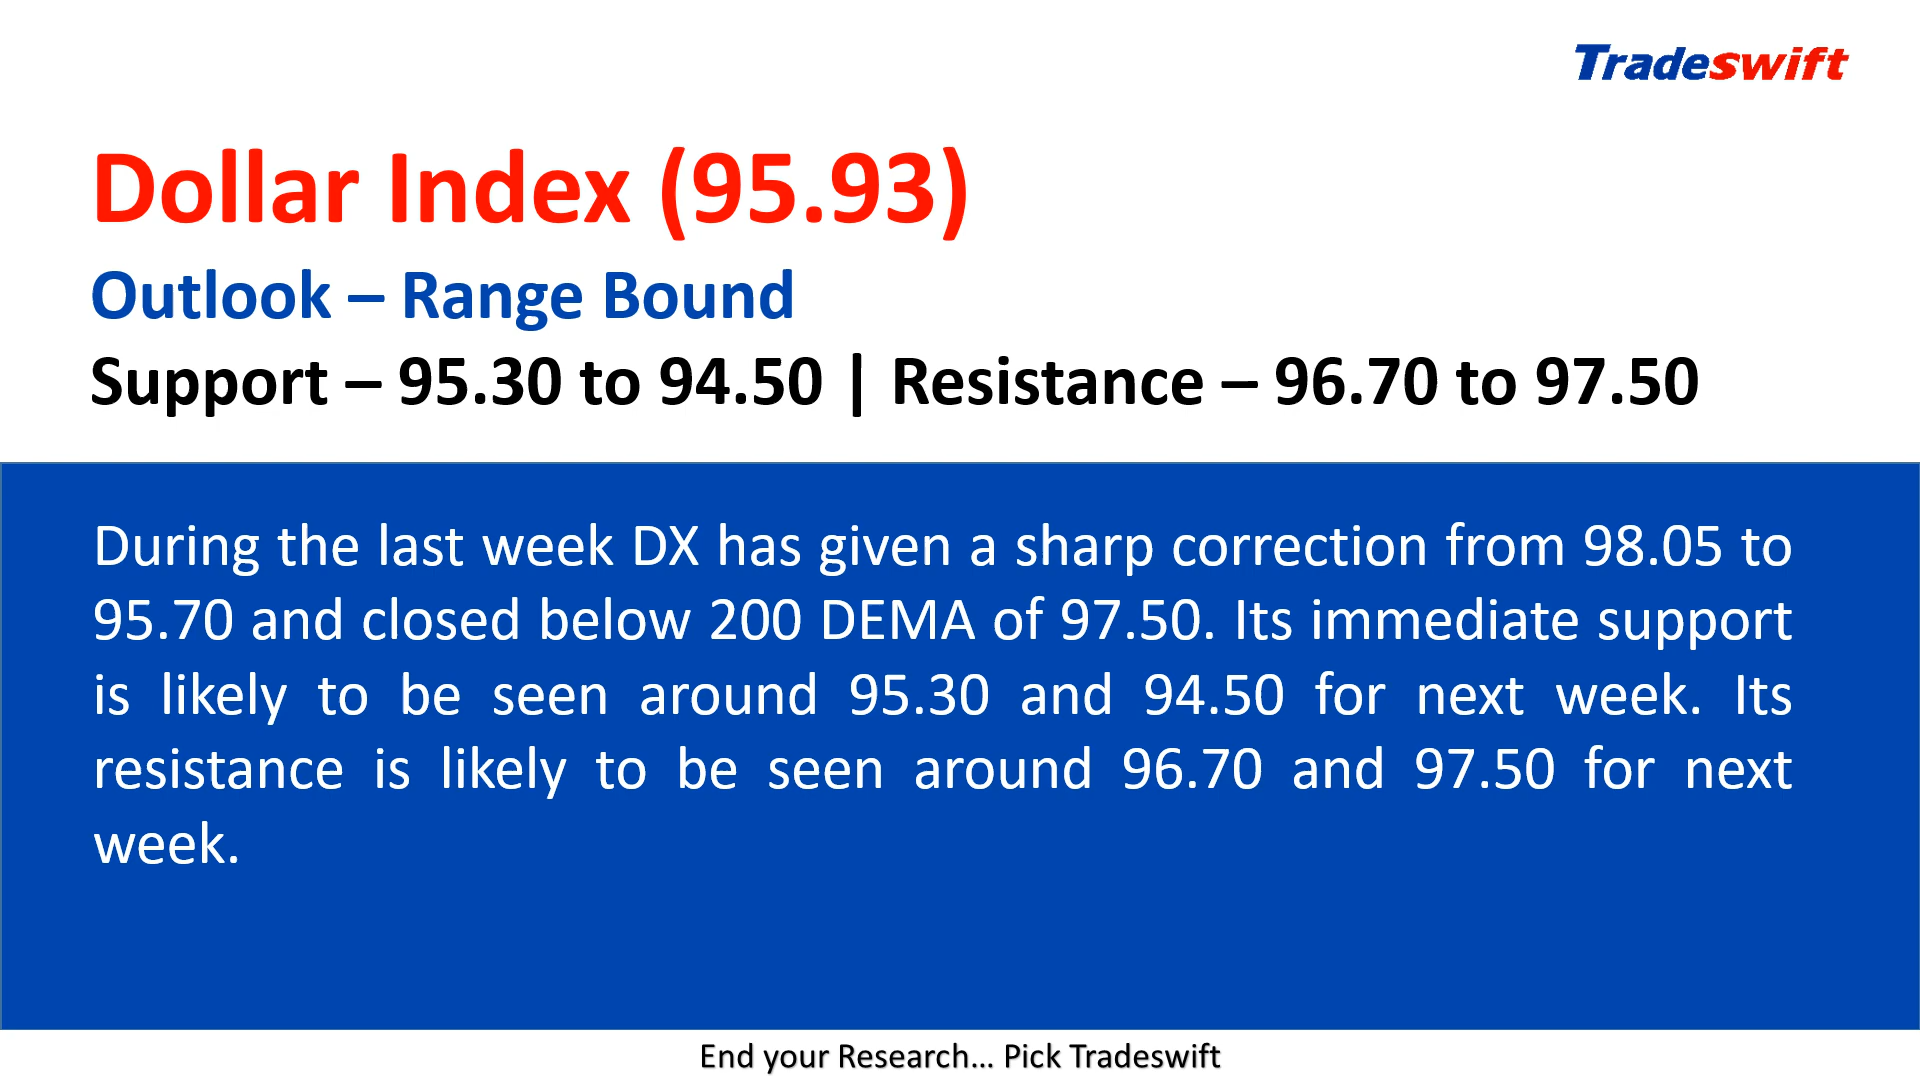 Tradeswift
Dollar Index (95.93)
Outlook – Range Bound
Support – 95.30 to 94.50 | Resistance – 96.70 to 97.50
During the last week DX has given a sharp correction from 98.05 to
95.70 and closed below 200 DEMA of 97.50. Its immediate support
is likely to be seen around 95.30 and 94.50 for next week. Its
resistance is likely to be seen around 96.70 and 97.50 for next
week.
End your Research... Pick Tradeswift